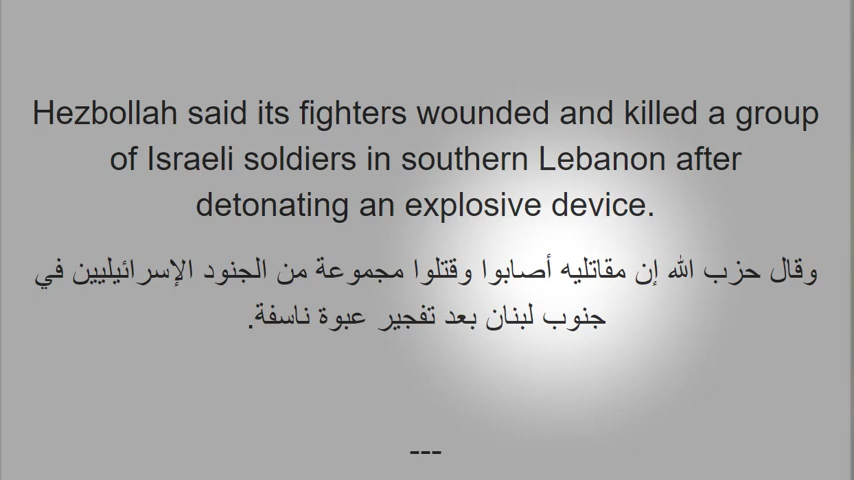 Hezbollah said its fighters wounded and killed a group
of Israeli soldiers in southern Lebanon after
detonating an explosive device.
وقال حزب الله إن مقاتليه أصابوا وقتلوا مجموعة من الجنود الإسرائيليين في
جنوب لبنان بعد تفجير عبوة ناسفة.
---